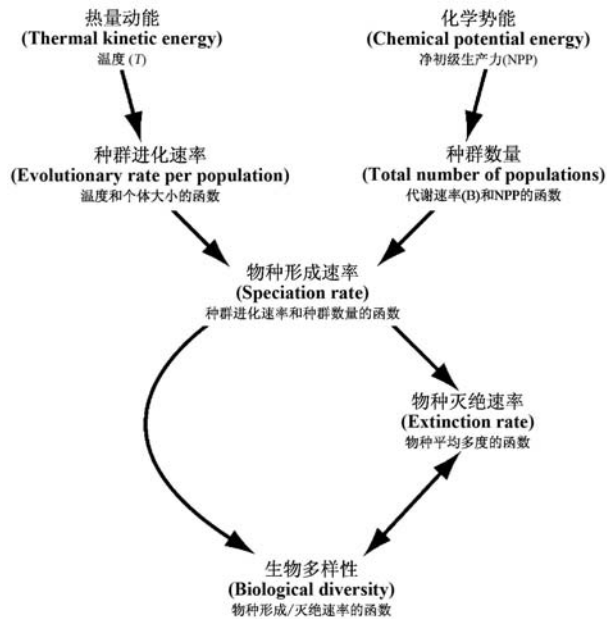 热量动能
(Thermal kinetic energy)
温度 (T)
化学势能
(Chemical potential energy)
净初级生产力(NPP)
种群进化速率
(Evolutionary rate per population)
温度和个体大小的函数
种群数量
(Total number of populations)
代谢速率(B)和NPP的函数
物种形成速率
(Speciation rate)
种群进化速率和种群数量的函数
物种灭绝速率
(Extinction rate)
物种平均多度的函数
生物多样性
(Biological diversity)
物种形成/灭绝速率的函数